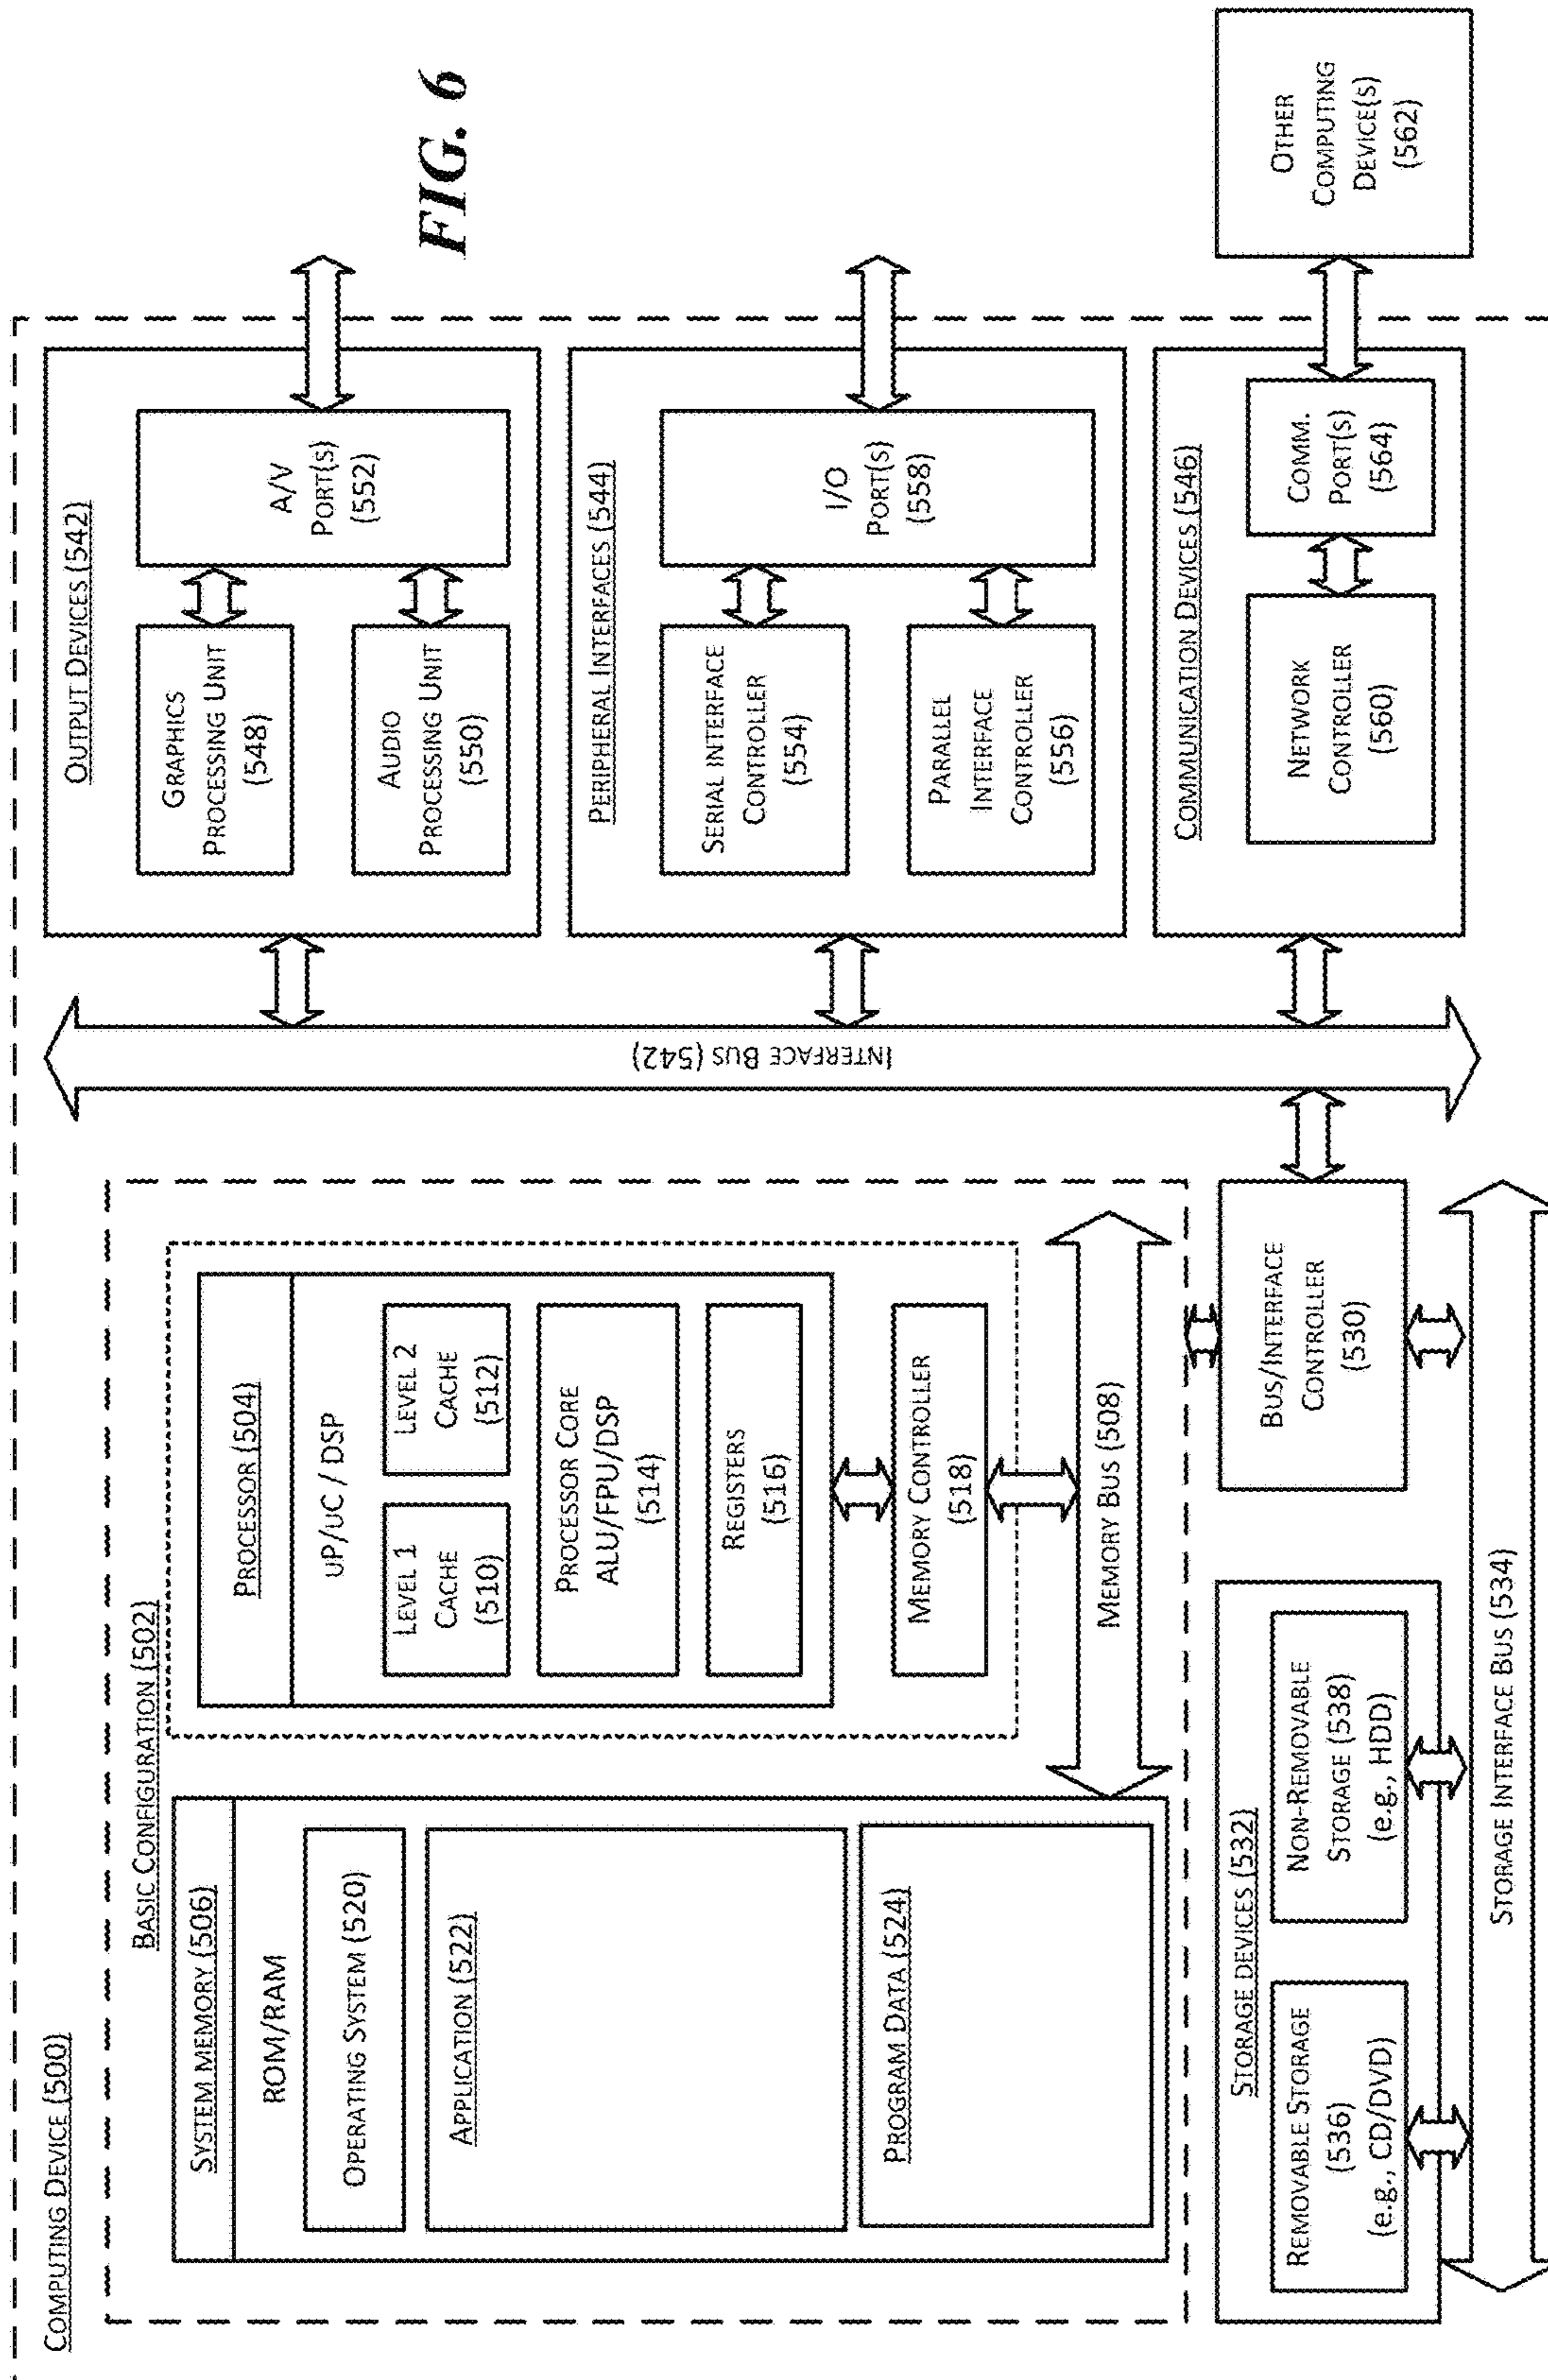 COMPUTING DEVICE (500)
BASIC CONFIGURATION (502)
SYSTEM MEMORY (506)
ROM/RAM
OPERATING SYSTEM (520)
APPLICATION (522)
PROGRAM DATA (524)
PROCESSOR (504)
uP/uC / DSP
LEVEL 1
CACHE
(510)
LEVEL 2
CACHE
(512)
PROCESSOR CORE
ALU/FPU/DSP
(514)
REGISTERS
(516)
MEMORY CONTROLLER
(518)
MEMORY BUS (508)
STORAGE DEVICES (532)
REMOVABLE STORAGE
(536)
(e.g., CD/DVD)
NON-REMOVABLE
STORAGE (538)
(e.g., HDD)
BUS/INTERFACE
CONTROLLER
(530)
STORAGE INTERFACE BUS (534)
INTERFACE BUS (542)
OUTPUT DEVICES (542)
GRAPHICS
PROCESSING UNIT
(548)
AUDIO
PROCESSING UNIT
(550)
A/V
PORT(S)
(552)
PERIPHERAL INTERFACES (544)
SERIAL INTERFACE
CONTROLLER
(554)
PARALLEL
INTERFACE
CONTROLLER
(556)
I/O
PORT(S)
(558)
COMMUNICATION DEVICES (546)
NETWORK
CONTROLLER
(560)
COMM.
PORT(S)
(564)
OTHER
COMPUTING
DEVICE(S)
(562)
FIG. 6